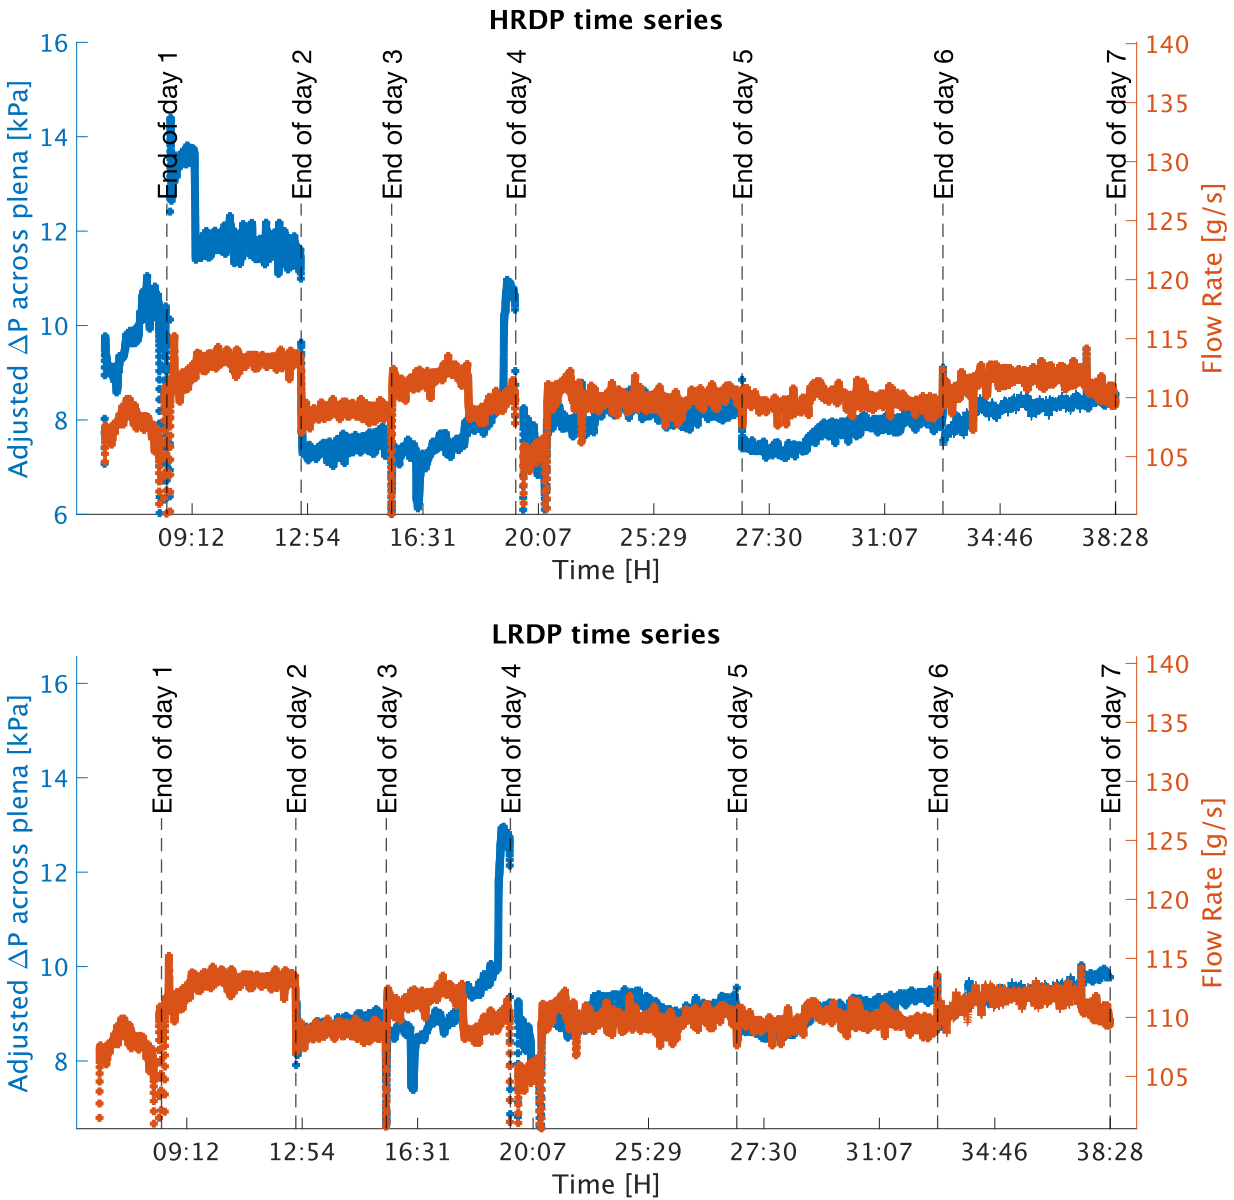 HRDP time series
16
14
12
10
8
6
Adjusted ΔP across plena [kPa]
End of day 1
End of day 2
End of day 3
End of day 4
End of day 5
End of day 6
End of day 7
140
135
130
125
120
115
110
105
Flow Rate [g/s]
09:12 12:54 16:31 20:07 25:29 27:30 31:07 34:46 38:28
Time [H]
LRDP time series
16
14
12
10
8
Adjusted ΔP across plena [kPa]
End of day 1
End of day 2
End of day 3
End of day 4
End of day 5
End of day 6
End of day 7
140
135
130
125
120
115
110
105
Flow Rate [g/s]
09:12 12:54 16:31 20:07 25:29 27:30 31:07 34:46 38:28
Time [H]